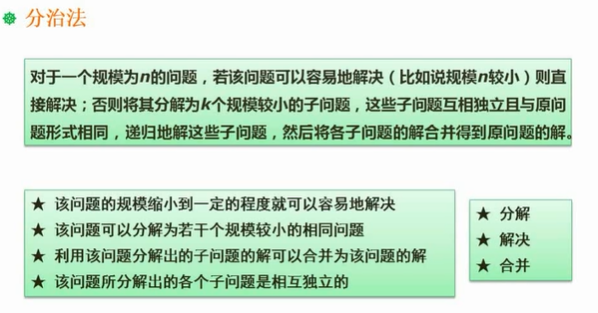 分治法
对于一个规模为n的问题，若该问题可以容易地解决（比如说规模n较小）则直
接解决；否则将其分解为k个规模较小的子问题，这些子问题互相独立且与原问
题形式相同，递归地解这些子问题，然后将各子问题的解合并得到原问题的解。
★ 该问题的规模缩小到一定的程度就可以容易地解决
★ 该问题可以分解为若干个规模较小的相同问题
★ 利用该问题分解出的子问题的解可以合并为该问题的解
★ 该问题所分解出的各个子问题是相互独立的
★ 分解
★ 解决
★ 合并